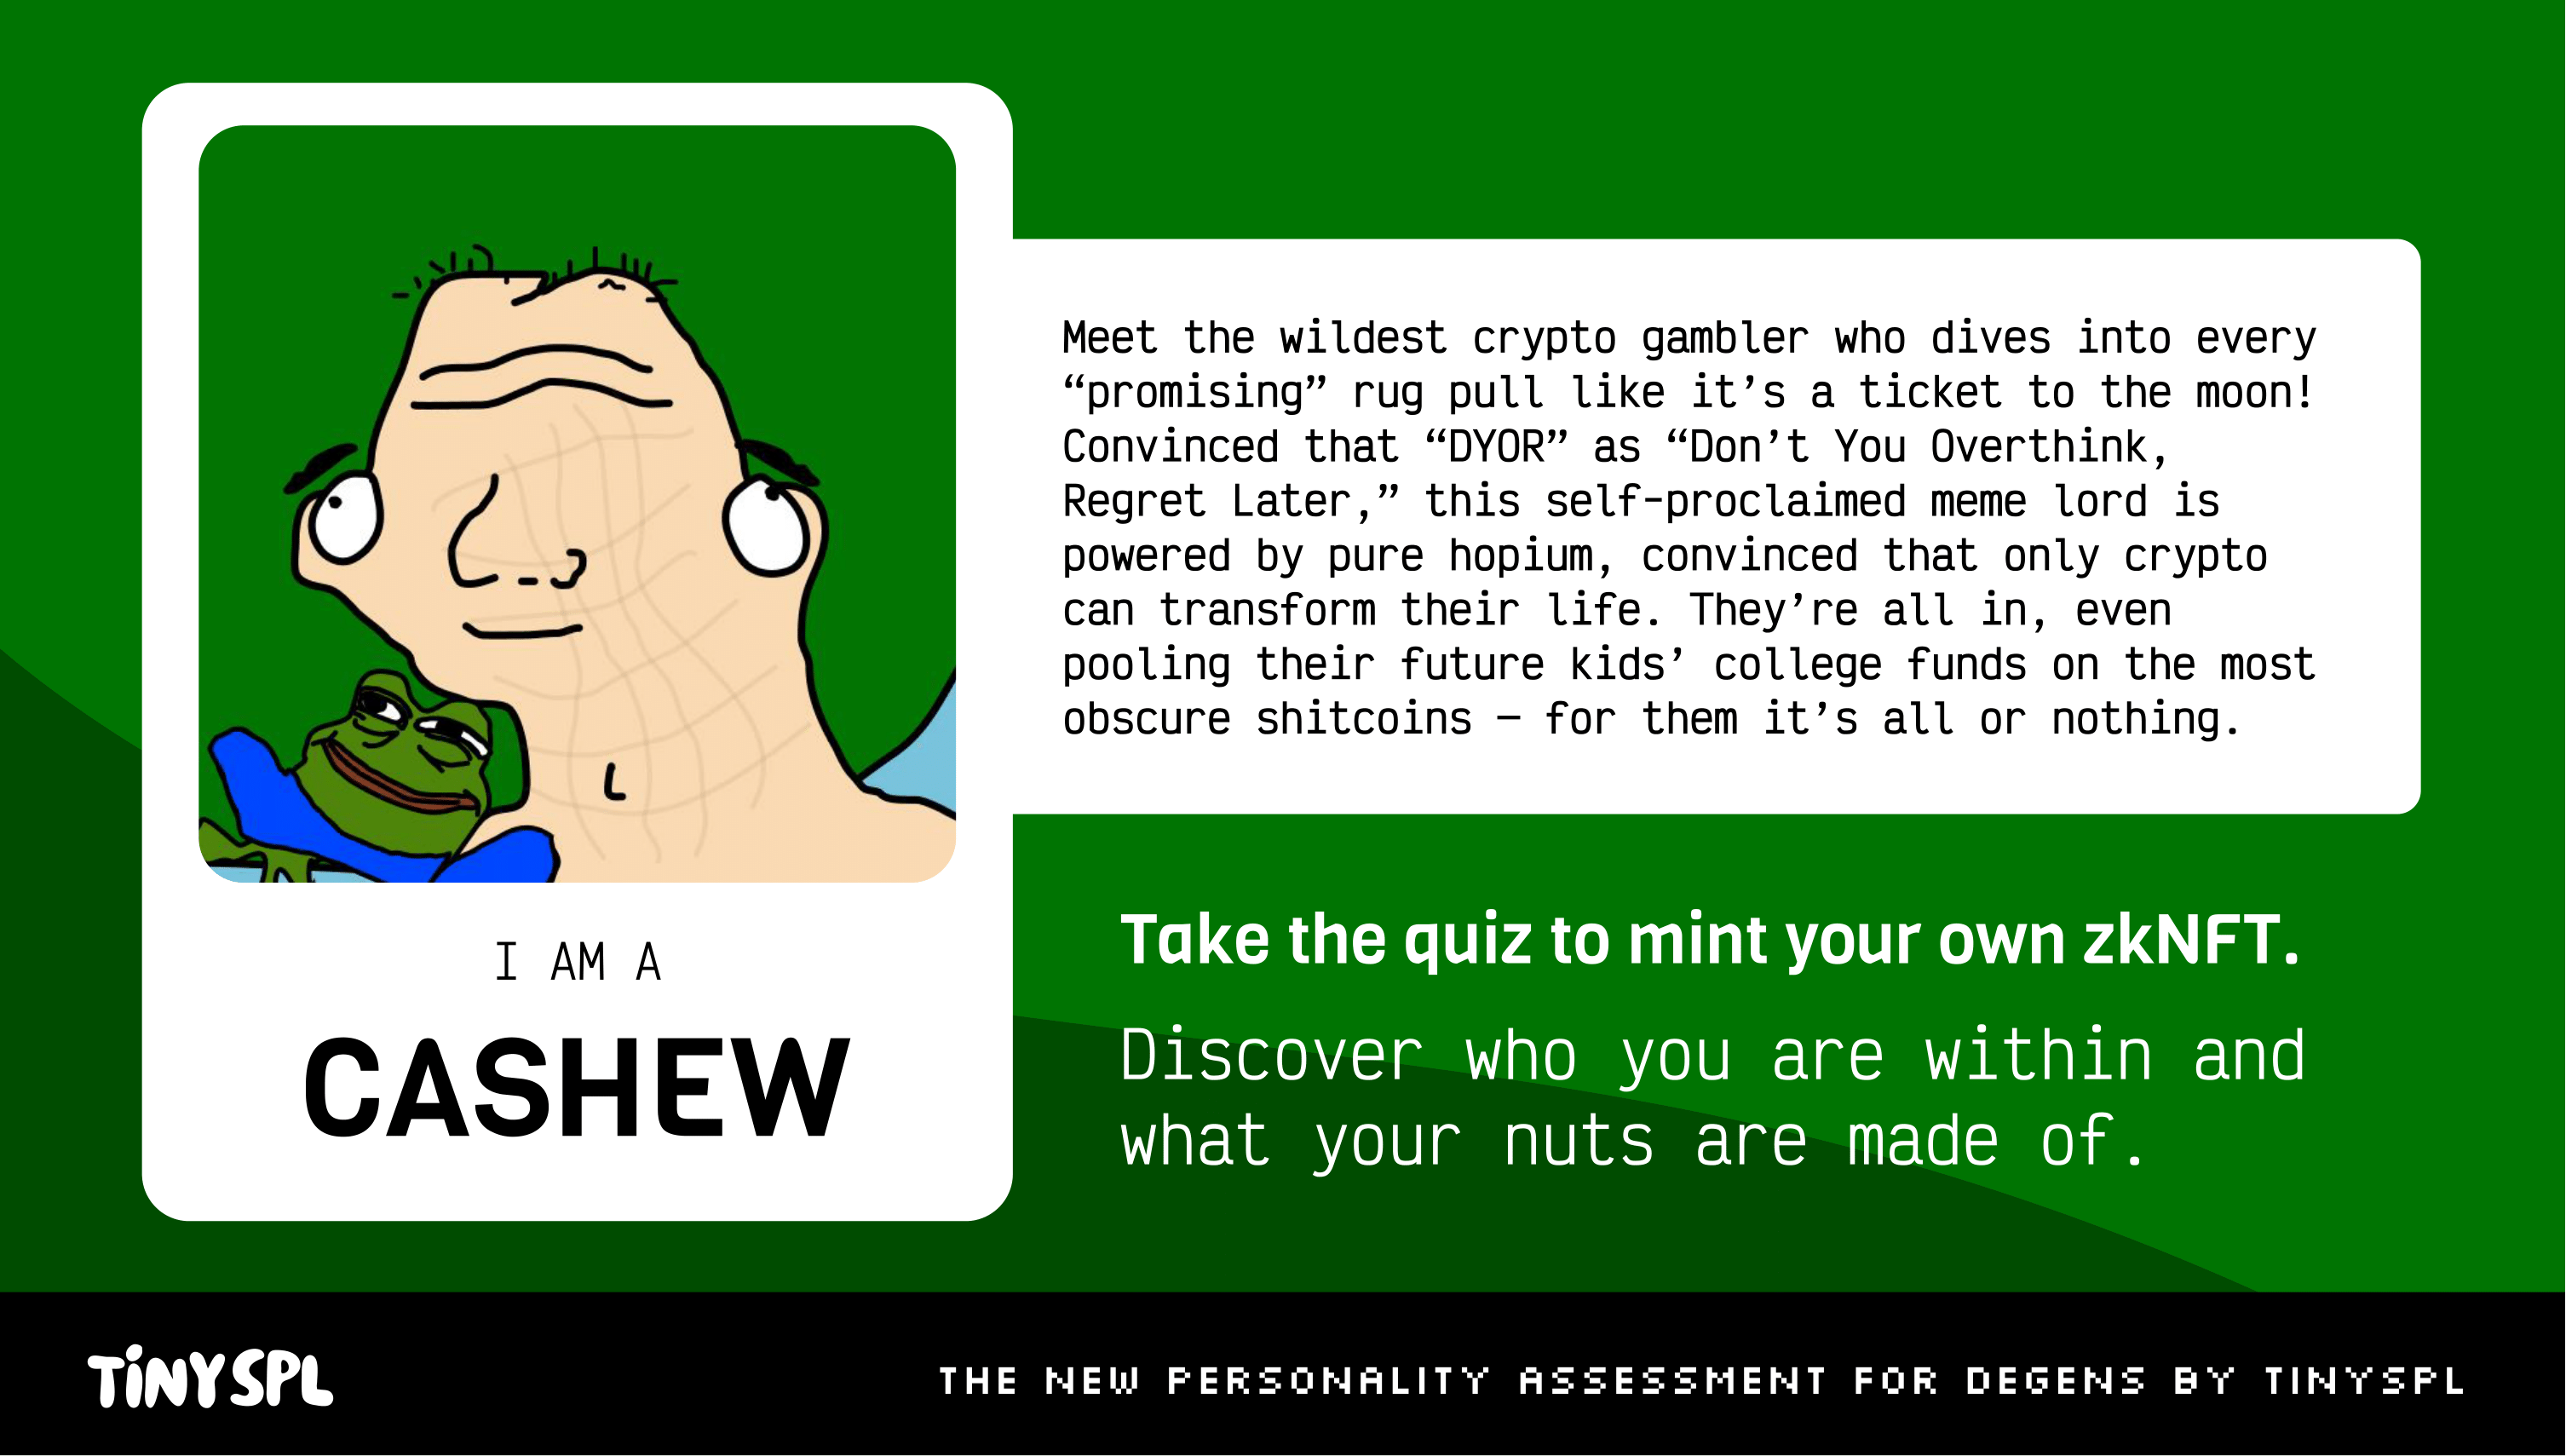 I AM A
CASHEW
Meet the wildest crypto gambler who dives into every
“promising” rug pull like it’s a ticket to the moon!
Convinced that “DYOR” as “Don’t You Overthink,
Regret Later,” this self-proclaimed meme lord is
powered by pure hopium, convinced that only crypto
can transform their life. They’re all in, even
pooling their future kids’ college funds on the most
obscure shitcoins – for them it’s all or nothing.
Take the quiz to mint your own zkNFT.
Discover who you are within and
what your nuts are made of.
TiNY SPL
THE NEW PERSONALITY ASSESSMENT FOR DEGENS BY TINYSPL